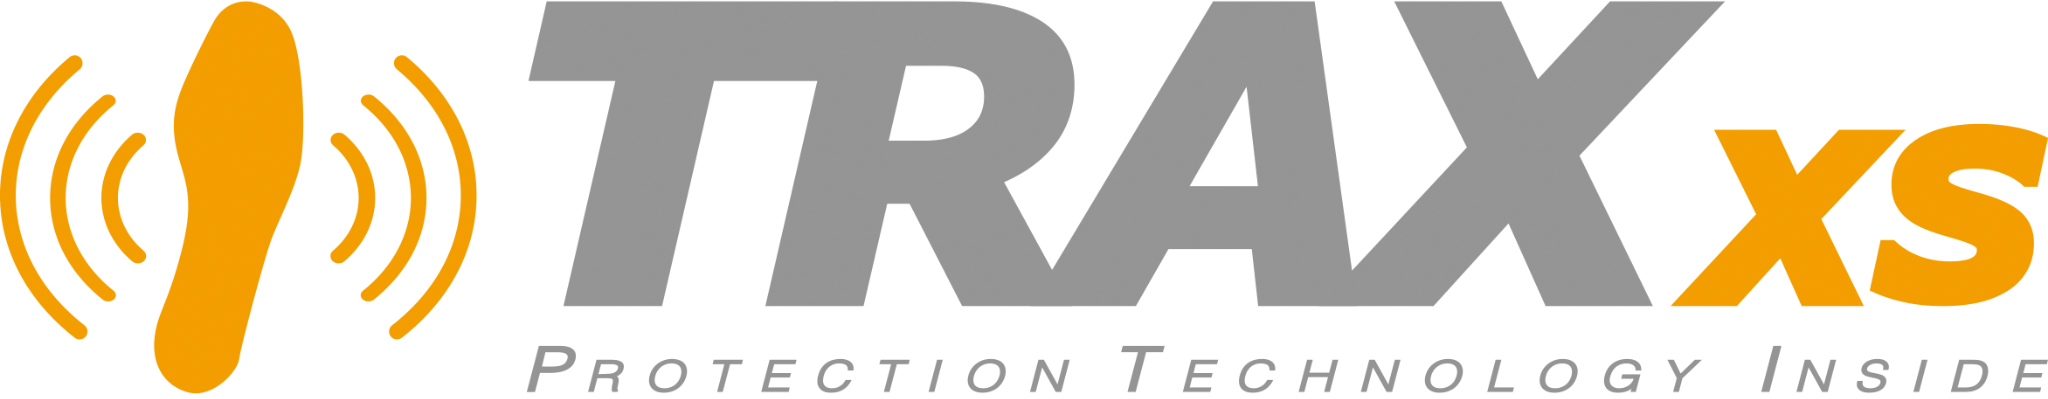 TRAXxs
PROTECTION TECHNOLOGY INSIDE